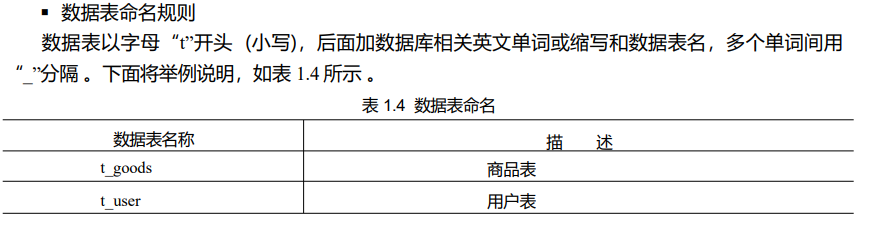 ▪ 数据表命名规则
数据表以字母“t”开头（小写），后面加数据库相关英文单词或缩写和数据表名，多个单词间用
“_”分隔 。下面将举例说明，如表 1.4 所示 。
表 1.4 数据表命名
数据表名称 描 述
t_goods 商品表
t_user 用户表